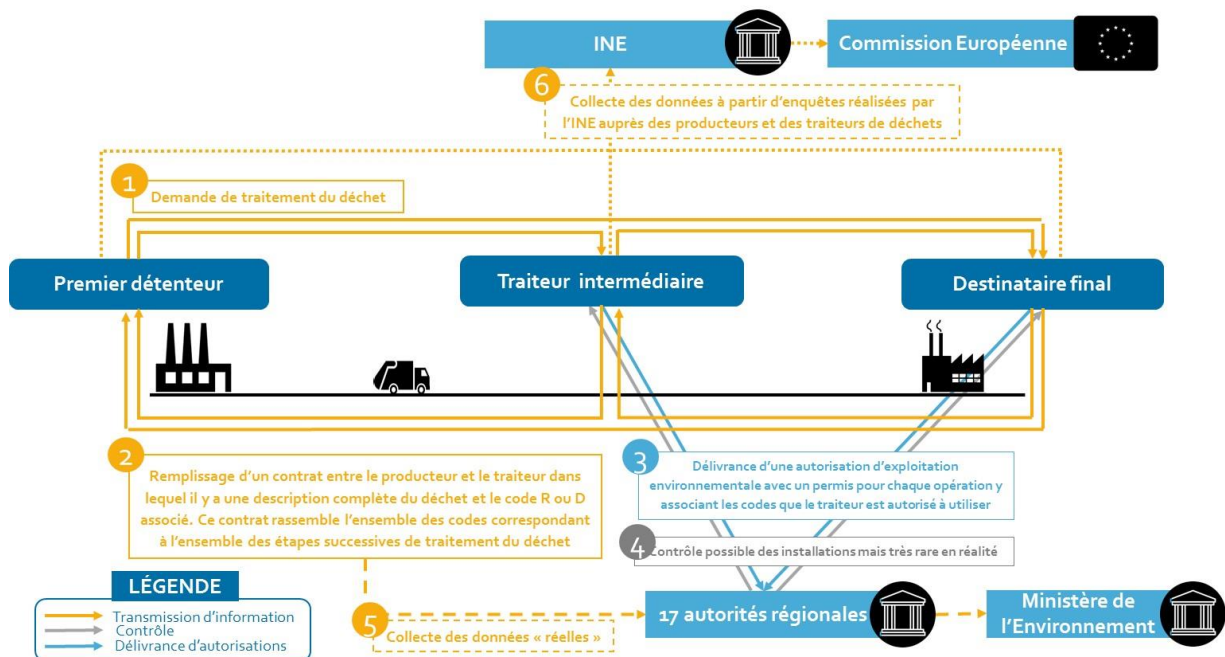 INE
Commission Européenne
6
Collecte des données à partir d'enquêtes réalisées par
l'INE auprès des producteurs et des traiteurs de déchets
1
Demande de traitement du déchet
Premier détenteur
Traiteur intermédiaire
Destinataire final
2
Remplissage d'un contrat entre le producteur et le traiteur dans
lequel il y a une description complète du déchet et le code R ou D
associé. Ce contrat rassemble l'ensemble des codes correspondant
à l'ensemble des étapes successives de traitement du déchet
3
Délivrance d'une autorisation d'exploitation
environnementale avec un permis pour chaque opération y
associant les codes que le traiteur est autorisé à utiliser
4
Contrôle possible des installations mais très rare en réalité
LÉGENDE
Transmission d'information
Contrôle
Délivrance d'autorisations
5
Collecte des données « réelles »
17 autorités régionales
Ministère de
l'Environnement